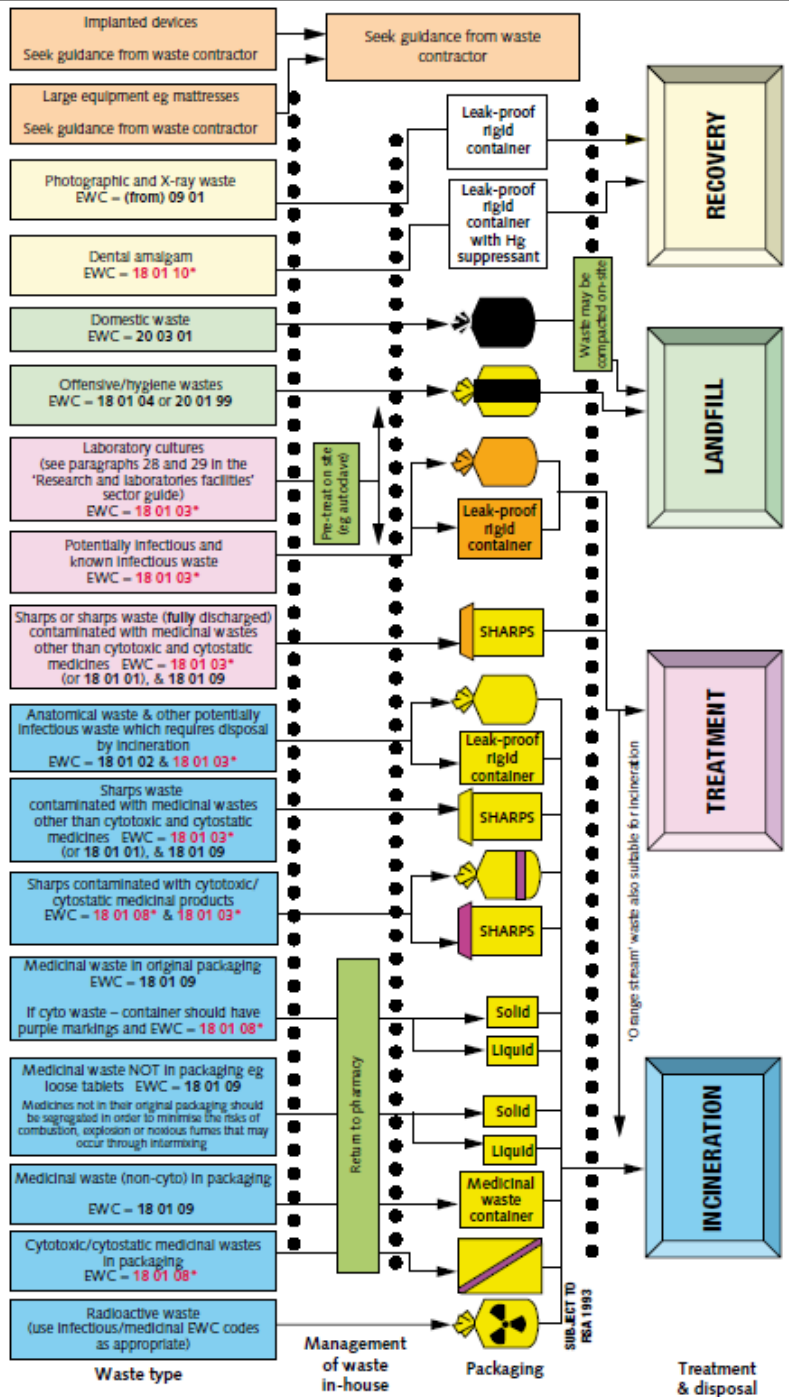 Implanted devices
Seek guidance from waste contractor
Seek guidance from waste
contractor
Large equipment eg mattresses
Seek guidance from waste contractor
Photographic and X-ray waste
EWC – (from) 09 01
Dental amalgam
EWC – 18 01 10*
Domestic waste
EWC – 20 03 01
Offensive/hygiene wastes
EWC – 18 01 04 or 20 01 99
Laboratory cultures
(see paragraphs 28 and 29 in the
'Research and laboratories facilities'
sector guide)
EWC – 18 01 03*
Potentially infectious and
known infectious waste
EWC – 18 01 03*
Sharps or sharps waste (fully discharged)
contaminated with medicinal wastes
other than cytotoxic and cytostatic
medicines EWC – 18 01 03*
(or 18 01 01), & 18 01 09
Anatomical waste & other potentially
infectious waste which requires disposal
by incineration
EWC – 18 01 02 & 18 01 03*
Sharps waste
contaminated with medicinal wastes
other than cytotoxic and cytostatic
medicines EWC – 18 01 03*
(or 18 01 01), & 18 01 09
Sharps contaminated with cytotoxic/
cytostatic medicinal products
EWC – 18 01 08* & 18 01 03*
Medicinal waste in original packaging
EWC – 18 01 09
If cyto waste – container should have
purple markings and EWC – 18 01 08*
Medicinal waste NOT in packaging eg
loose tablets EWC – 18 01 09
Medicines not in their original packaging should
be segregated in order to minimise the risks of
combustion, explosion or noxious fumes that may
occur through intermixing
Medicinal waste (non-cyto) in packaging
EWC – 18 01 09
Cytotoxic/cytostatic medicinal wastes
in packaging
EWC – 18 01 08*
Radioactive waste
(use infectious/medicinal EWC codes
as appropriate)
Waste type
Pre-treat on site
(eg autoclave)
Return to pharmacy
Management
of waste
in-house
Leak-proof
rigid
container
Leak-proof
rigid
container
with Hg
suppressant
Leak-proof
rigid
container
SHARPS
Leak-proof
rigid
container
SHARPS
SHARPS
Solid
Liquid
Solid
Liquid
Medicinal
waste
container
Packaging
Waste may be
compacted on-site
'Orange stream' waste also suitable for incineration
SUBJECT TO
RSA 1993
RECOVERY
LANDFILL
TREATMENT
INCINERATION
Treatment
& disposal